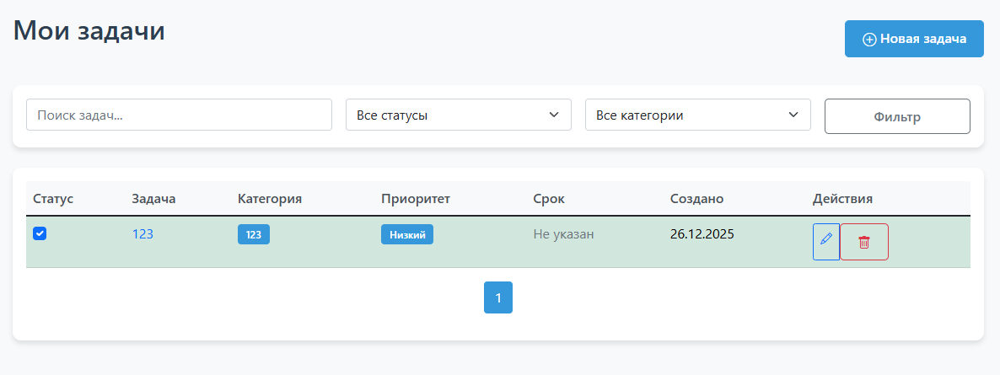 Мои задачи
Новая задача
Поиск задач...
Все статусы
Все категории
Фильтр
Статус Задача Категория Приоритет Срок Создано Действия
123 123 Низкий Не указан 26.12.2025
1